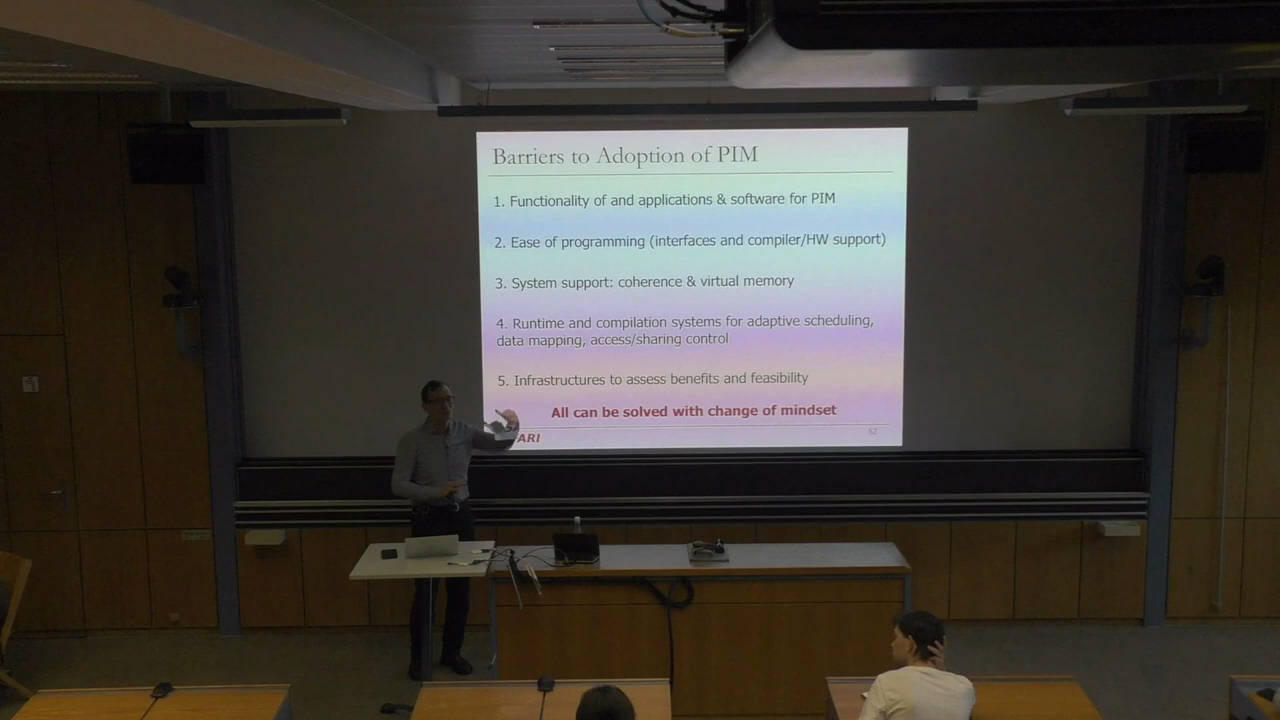 Barriers to Adoption of PIM
1. Functionality of and applications & software for PIM
2. Ease of programming (interfaces and compiler/HW support)
3. System support: coherence & virtual memory
4. Runtime and compilation systems for adaptive scheduling,
data mapping, access/sharing control
5. Infrastructures to assess benefits and feasibility
All can be solved with change of mindset
ARI
52